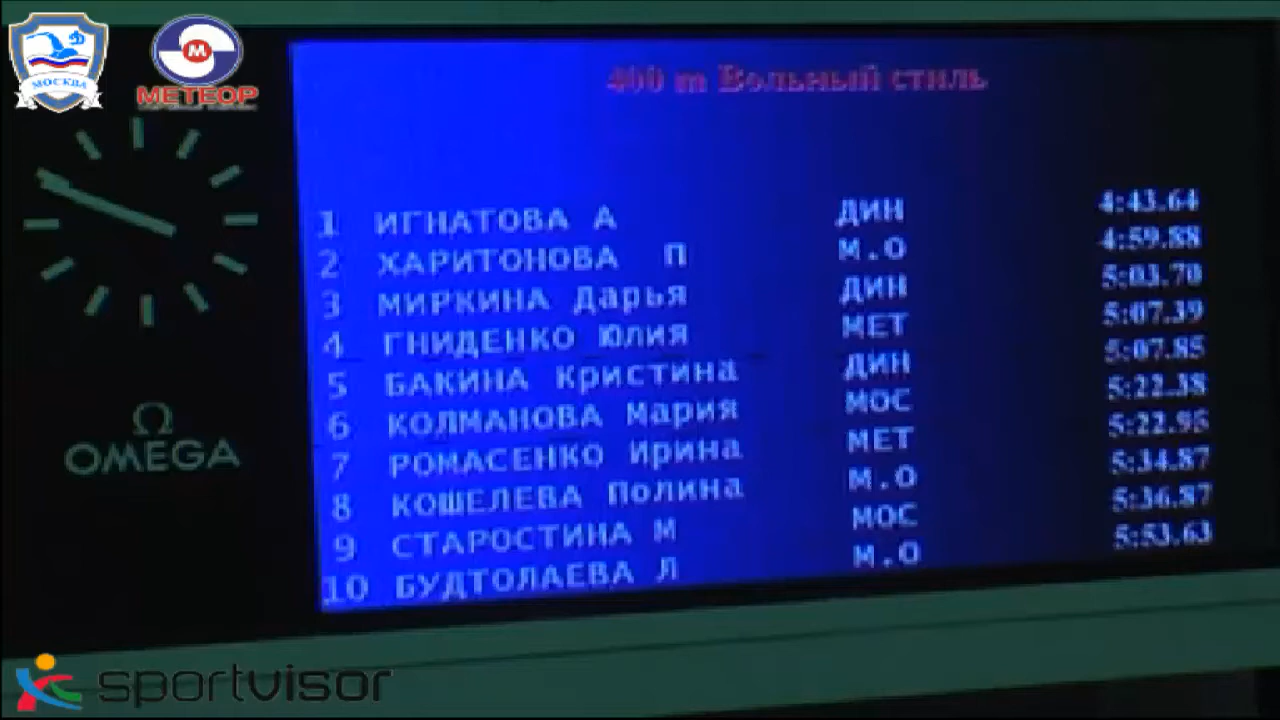 МОСКВА
МЕТЕОР
400 m Вольный стиль
1 ИГНАТОВА А ДИН 4:43.64
2 ХАРИТОНОВА П М.О 4:59.88
3 МИРКИНА Дарья ДИН 5:03.70
4 ГНИДЕНКО Юлия МЕТ 5:07.39
5 БАКИНА Кристина ДИН 5:07.85
6 КОЛМАНОВА Мария МОС 5:22.38
7 РОМАСЕНКО Ирина МЕТ 5:22.95
8 КОШЕЛЕВА Полина М.О 5:34.87
9 СТАРОСТИНА М МОС 5:36.87
10 БУДТОЛАЕВА Л М.О 5:53.63
Ω
OMEGA
sportvisor